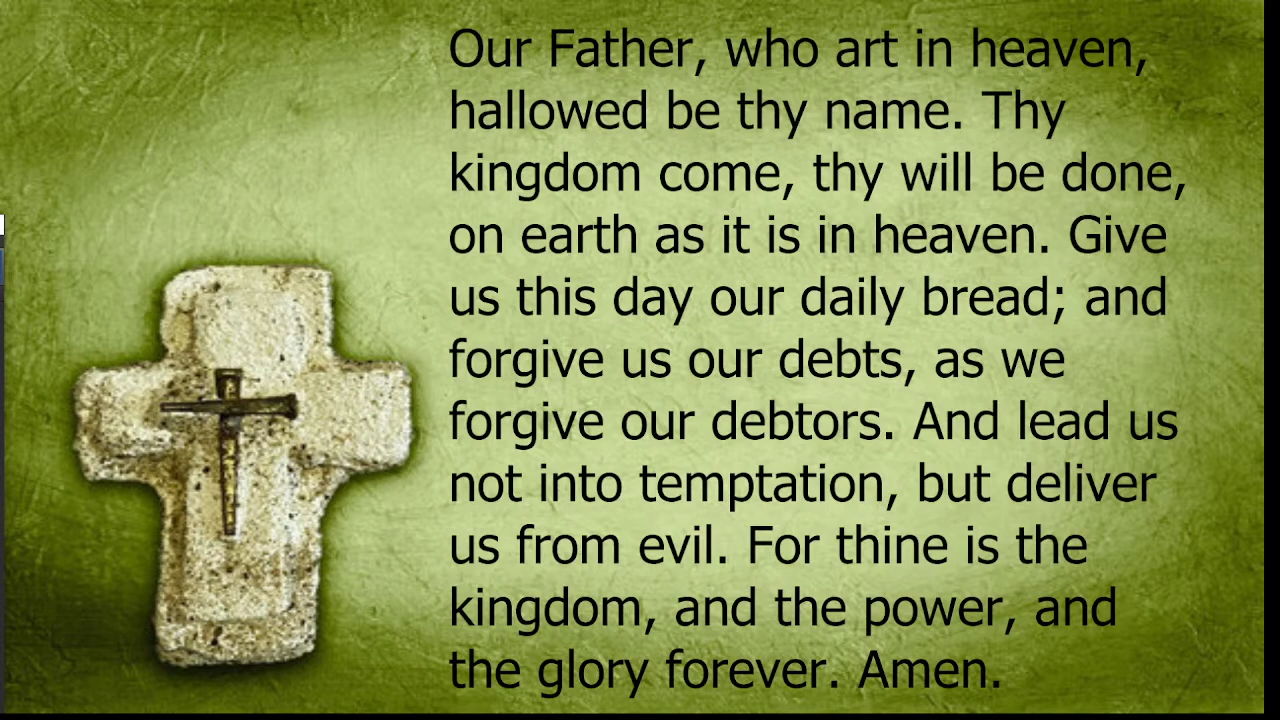 Our Father, who art in heaven,
hallowed be thy name. Thy
kingdom come, thy will be done,
on earth as it is in heaven. Give
us this day our daily bread; and
forgive us our debts, as we
forgive our debtors. And lead us
not into temptation, but deliver
us from evil. For thine is the
kingdom, and the power, and
the glory forever. Amen.